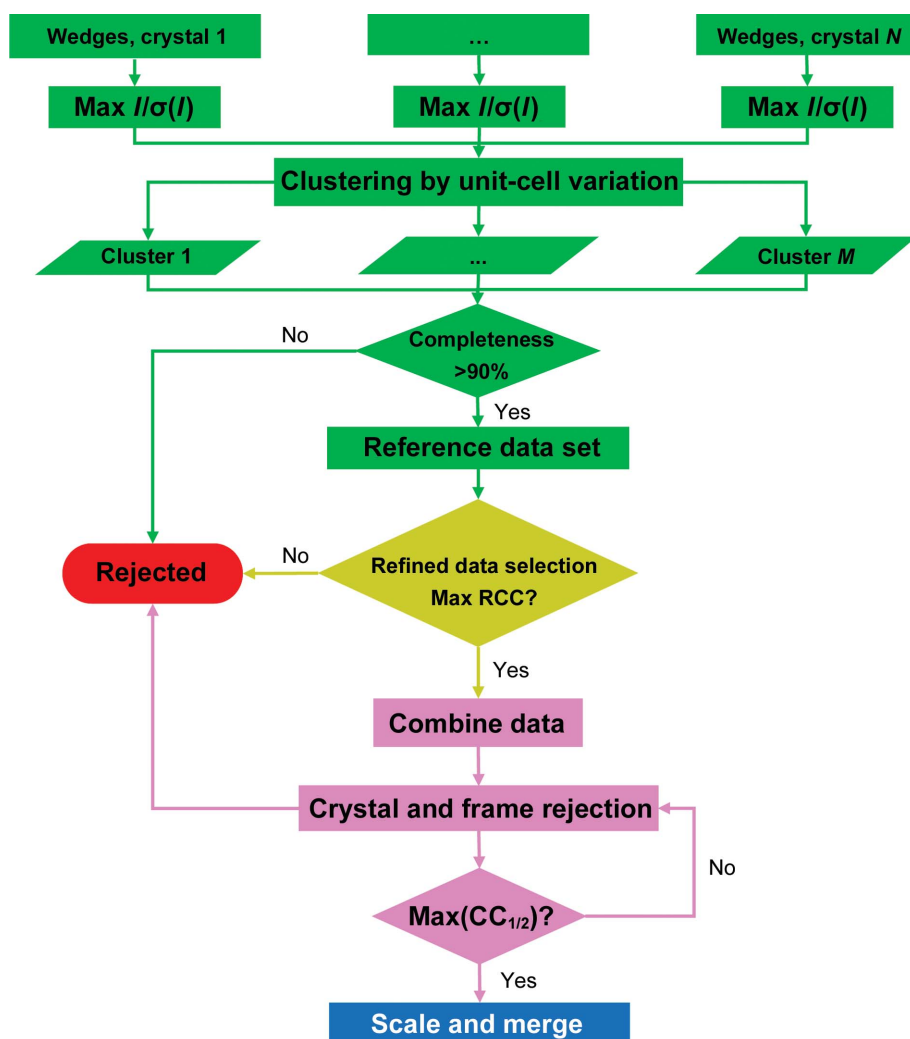 Wedges, crystal 1
...
Wedges, crystal N
Max I/σ(I)
Max I/σ(I)
Max I/σ(I)
Clustering by unit-cell variation
Cluster 1
...
Cluster M
No
Completeness
>90%
Yes
Reference data set
No
Rejected
Refined data selection
Max RCC?
Yes
Combine data
Crystal and frame rejection
No
Max(CC1/2)?
Yes
Scale and merge